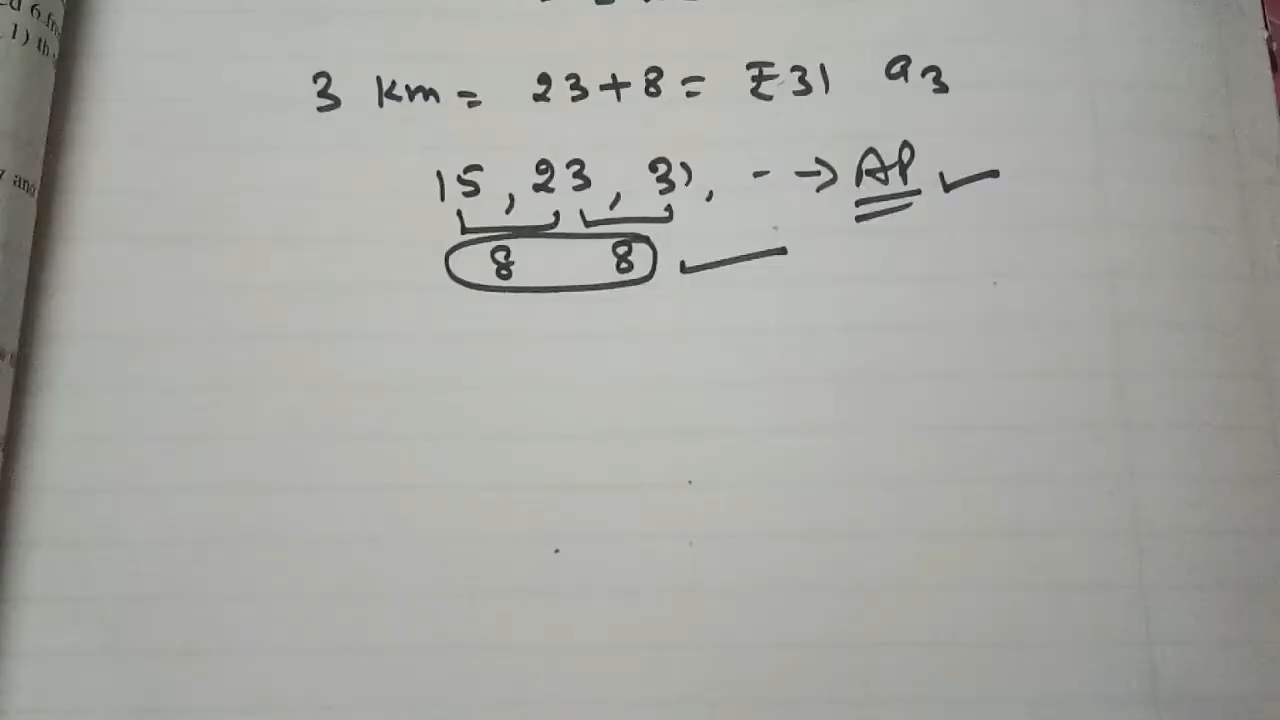 3 km = 23 + 8 = ₹31 a3
15, 23, 31, - -> AP ✓
8 8 ✓